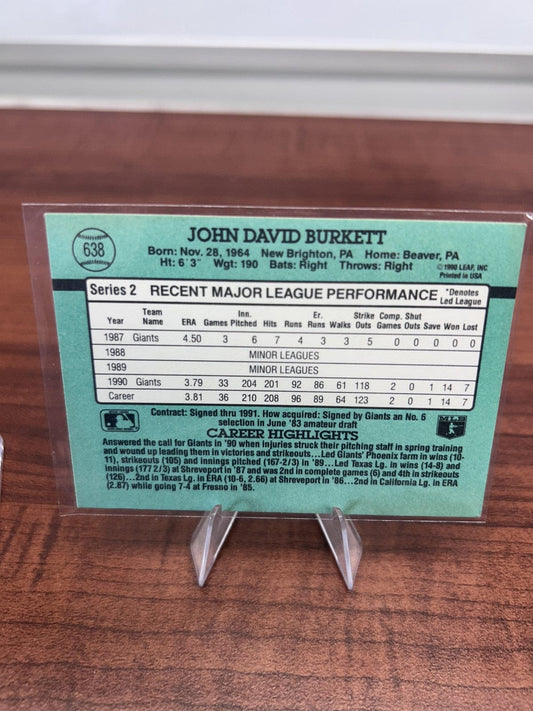 638
JOHN DAVID BURKETT
Born: Nov. 28, 1964 New Brighton, PA Home: Beaver, PA
Ht: 6'3" Wgt: 190 Bats: Right Throws: Right
©1990 LEAF, INC
Printed in USA
Series 2 RECENT MAJOR LEAGUE PERFORMANCE *Denotes Led League
Year Team Name ERA Games Inn. Pitched Hits Runs Er. Runs Walks Strike Outs Comp. Games Shut Outs Save Won Lost
1987 Giants 4.50 3 6 7 4 3 3 5 0 0 0 0 0
1988 MINOR LEAGUES
1989
1990 Giants 3.79 33 204 201 92 86 61 118 2 0 1 14 7
Career 3.81 36 210 208 96 89 64 123 2 0 1 14 7
Contract: Signed thru 1991. How acquired: Signed by Giants an No. 6
selection in June '83 amateur draft
CAREER HIGHLIGHTS
Answered the call for Giants in '90 when injuries struck their pitching staff in spring training
and wound up leading them in victories and strikeouts...Led Giants' Phoenix farm in wins (10-
11), strikeouts (105) and innings pitched (167-2/3) in '89...Led Texas Lg. in wins (14-8) and
innings (177 2/3) at Shreveport in '87 and was 2nd in complete games (6) and 4th in strikeouts
(126)...2nd in Texas Lg. in ERA (10-6, 2.66) at Shreveport in '86...2nd in California Lg. in ERA
(2.87) while going 7-4 at Fresno in '85.